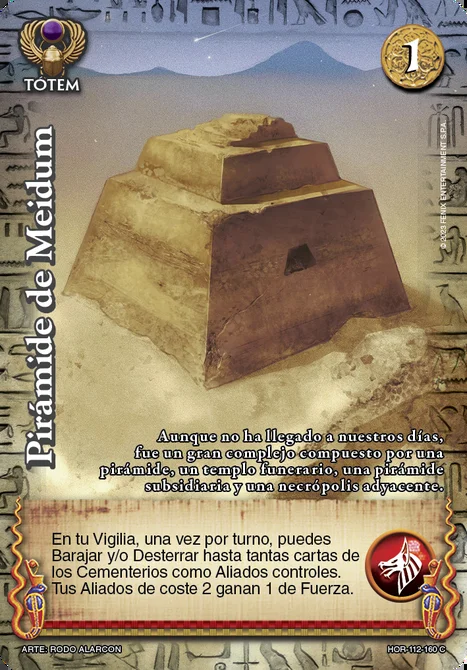 TÓTEM
1
Pirámide de Meidum
© 2023 FENIX ENTERTAINMENT S.P.A.
Aunque no ha llegado a nuestros días,
fue un gran complejo compuesto por una
pirámide, un templo funerario, una pirámide
subsidiaria y una necrópolis adyacente.
En tu Vigilia, una vez por turno, puedes
Barajar y/o Desterrar hasta tantas cartas de
los Cementerios como Aliados controles.
Tus Aliados de coste 2 ganan 1 de Fuerza.
ARTE: RODO ALARCON
HOR-112-160 C